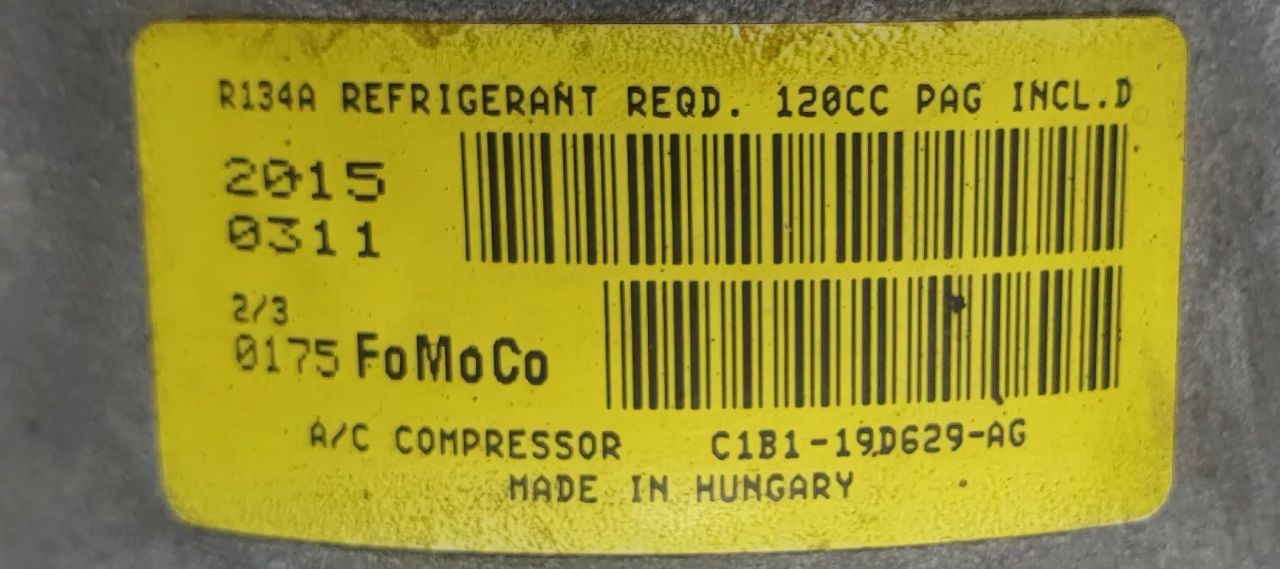 R134A REFRIGERANT REQD. 120CC PAG INCL.D
2015
0311
2/3
0175 FoMoCo
A/C COMPRESSOR C1B1-19D629-AG
MADE IN HUNGARY